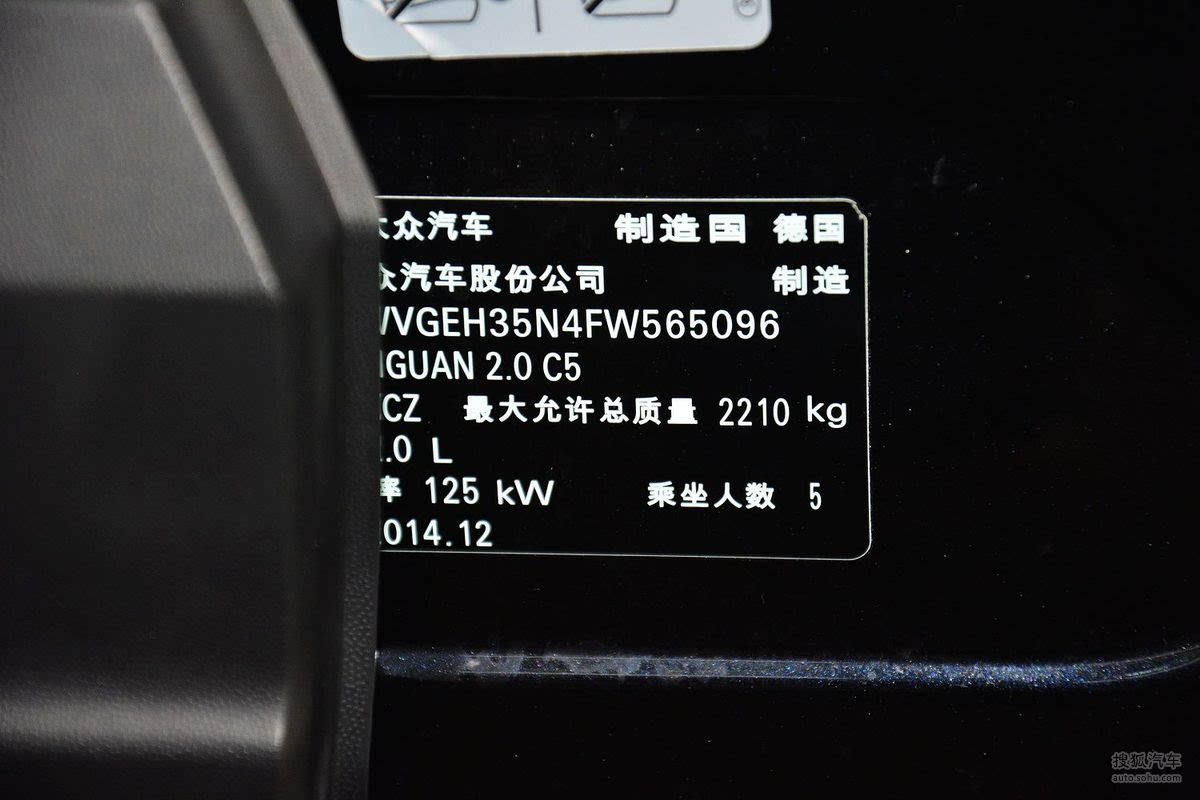 众汽车 制造国 德国
众汽车股份公司 制造
VVGEH35N4FW565096
IGUAN 2.0 C5
CZ 最大允许总质量 2210 kg
.0 L
率 125 kW 乘坐人数 5
014.12
搜狐汽车
auto.sohu.com